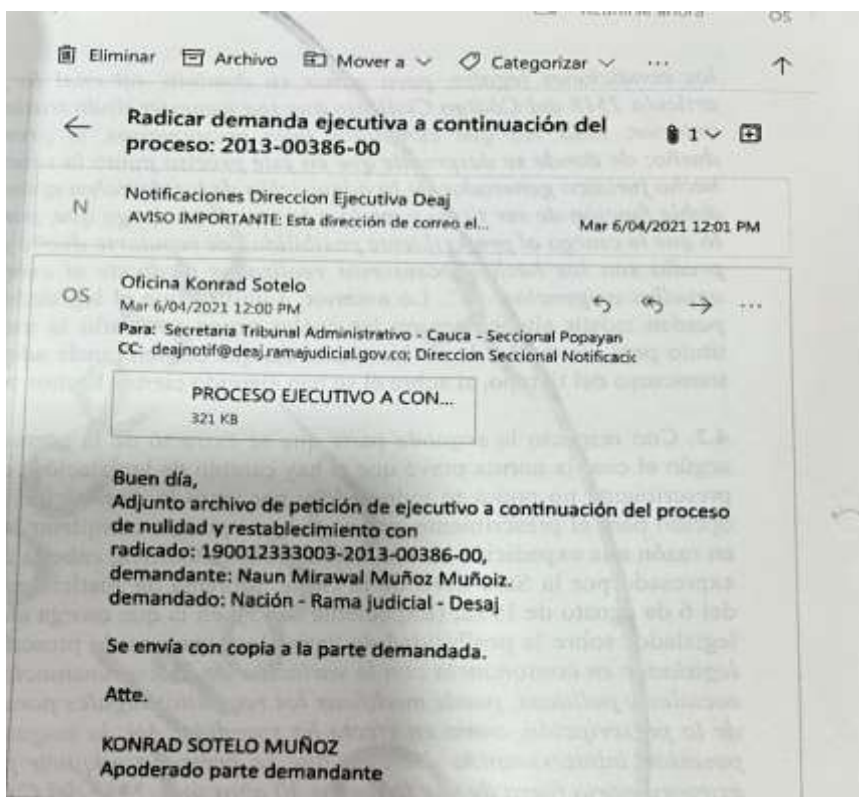 OS
Eliminar Archivo Mover a Categorizar ...
Radicar demanda ejecutiva a continuación del
proceso: 2013-00386-00
1
N
Notificaciones Direccion Ejecutiva Deaj
AVISO IMPORTANTE: Esta dirección de correo el...
Mar 6/04/2021 12:01 PM
OS
Oficina Konrad Sotelo
Mar 6/04/2021 12:00 PM
Para: Secretaria Tribunal Administrativo - Cauca - Seccional Popayan
CC: deajnotif@deaj.ramajudicial.gov.co; Direccion Seccional Notificacic
PROCESO EJECUTIVO A CON...
321 KB
Buen día,
Adjunto archivo de petición de ejecutivo a continuación del proceso
de nulidad y restablecimiento con
radicado: 190012333003-2013-00386-00,
demandante: Naun Mirawal Muñoz Muñoiz.
demandado: Nación - Rama judicial - Desaj
Se envía con copia a la parte demandada.
Atte.
KONRAD SOTELO MUÑOZ
Apoderado parte demandante